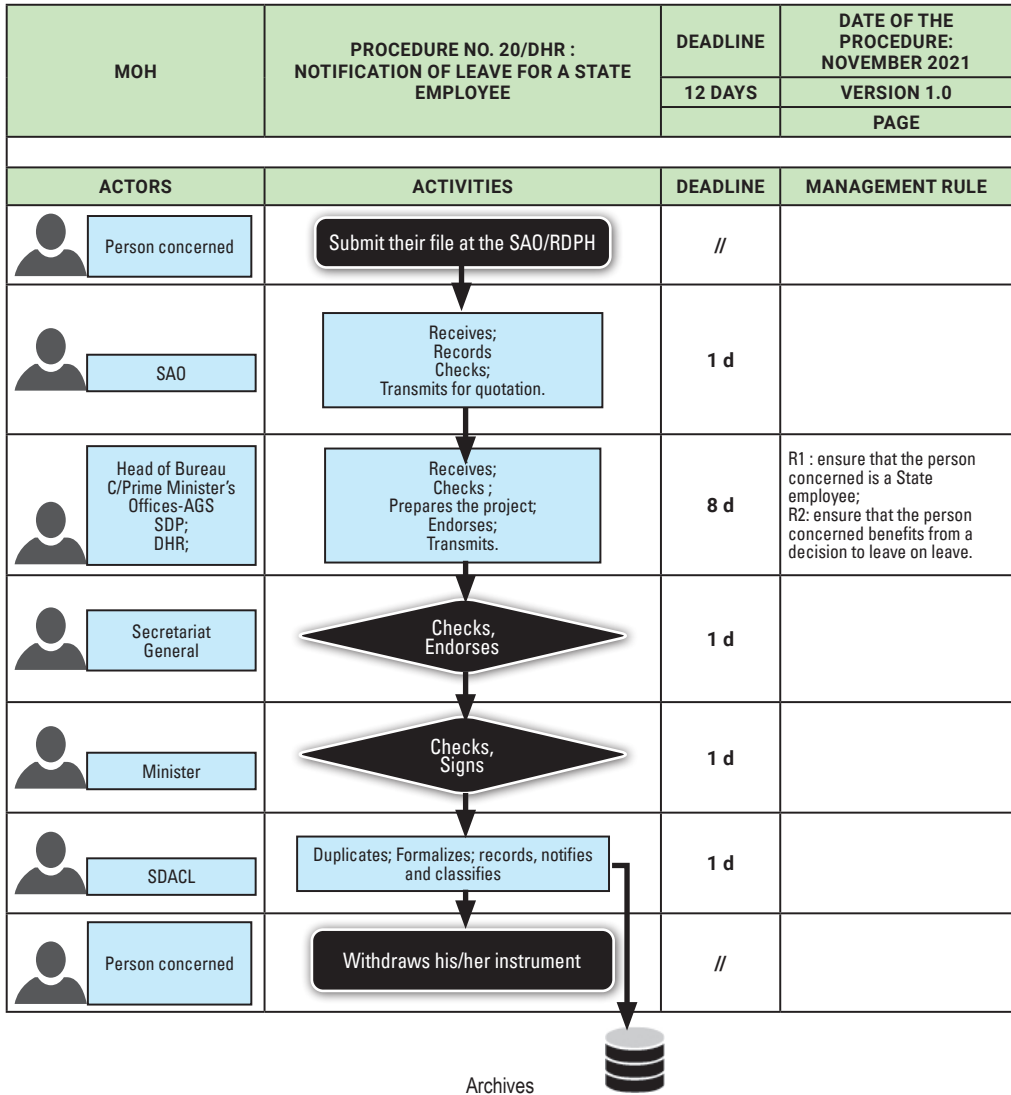 MOH
PROCEDURE NO. 20/DHR :
NOTIFICATION OF LEAVE FOR A STATE
EMPLOYEE
DEADLINE
DATE OF THE
PROCEDURE:
NOVEMBER 2021
12 DAYS
VERSION 1.0
PAGE
ACTORS
ACTIVITIES
DEADLINE
MANAGEMENT RULE
Person concerned
Submit their file at the SAO/RDPH
//
SAO
Receives;
Records
Checks;
Transmits for quotation.
1 d
Head of Bureau
C/Prime Minister's
Offices-AGS
SDP;
DHR;
Receives;
Checks ;
Prepares the project;
Endorses;
Transmits.
8 d
R1 : ensure that the person
concerned is a State
employee;
R2: ensure that the person
concerned benefits from a
decision to leave on leave.
Secretariat
General
Checks,
Endorses
1 d
Minister
Checks,
Signs
1 d
SDACL
Duplicates; Formalizes; records, notifies
and classifies
1 d
Person concerned
Withdraws his/her instrument
//
Archives